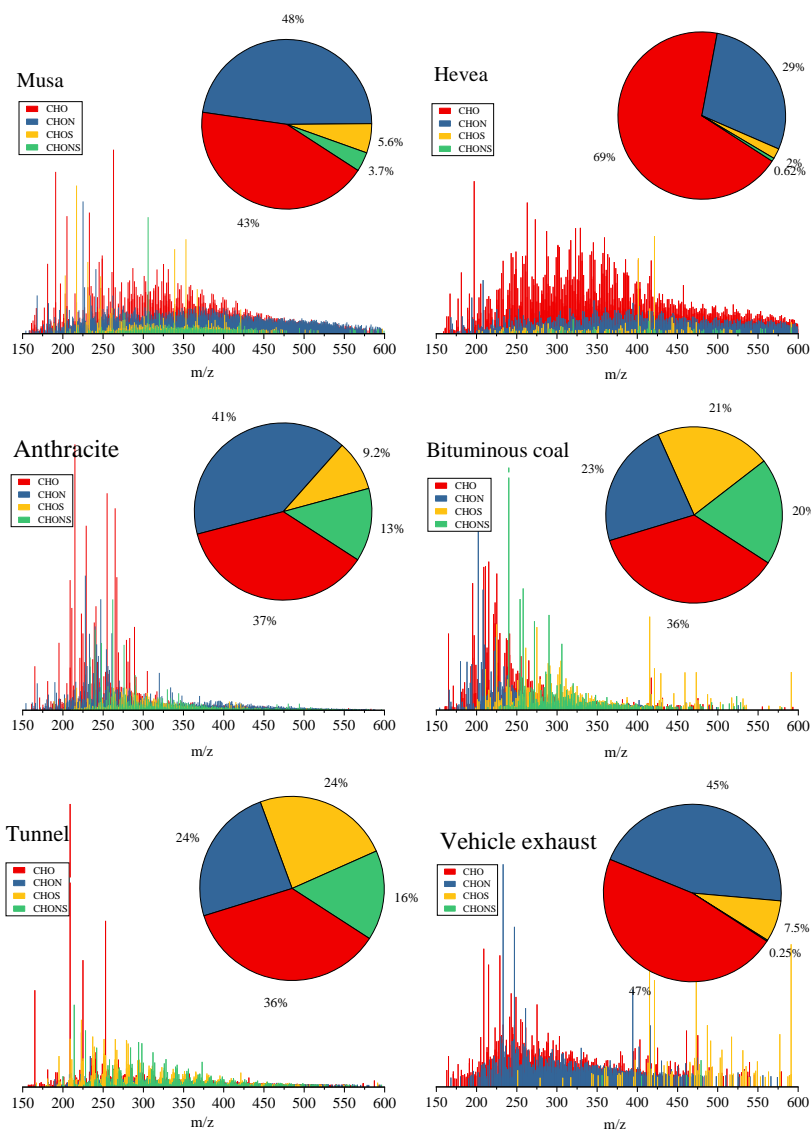 48%
Musa
CHO
CHON
CHOS
CHONS
5.6%
3.7%
43%
150 200 250 300 350 400 450 500 550 600
m/z
Hevea
CHO
CHON
CHOS
CHONS
29%
2%
0.62%
69%
150 200 250 300 350 400 450 500 550 600
m/z
Anthracite
CHO
CHON
CHOS
CHONS
41%
9.2%
13%
37%
150 200 250 300 350 400 450 500 550 600
m/z
Bituminous coal
CHO
CHON
CHOS
CHONS
21%
23%
20%
36%
150 200 250 300 350 400 450 500 550 600
m/z
Tunnel
CHO
CHON
CHOS
CHONS
24%
24%
16%
36%
150 200 250 300 350 400 450 500 550 600
m/z
Vehicle exhaust
CHO
CHON
CHOS
CHONS
45%
7.5%
0.25%
47%
150 200 250 300 350 400 450 500 550 600
m/z